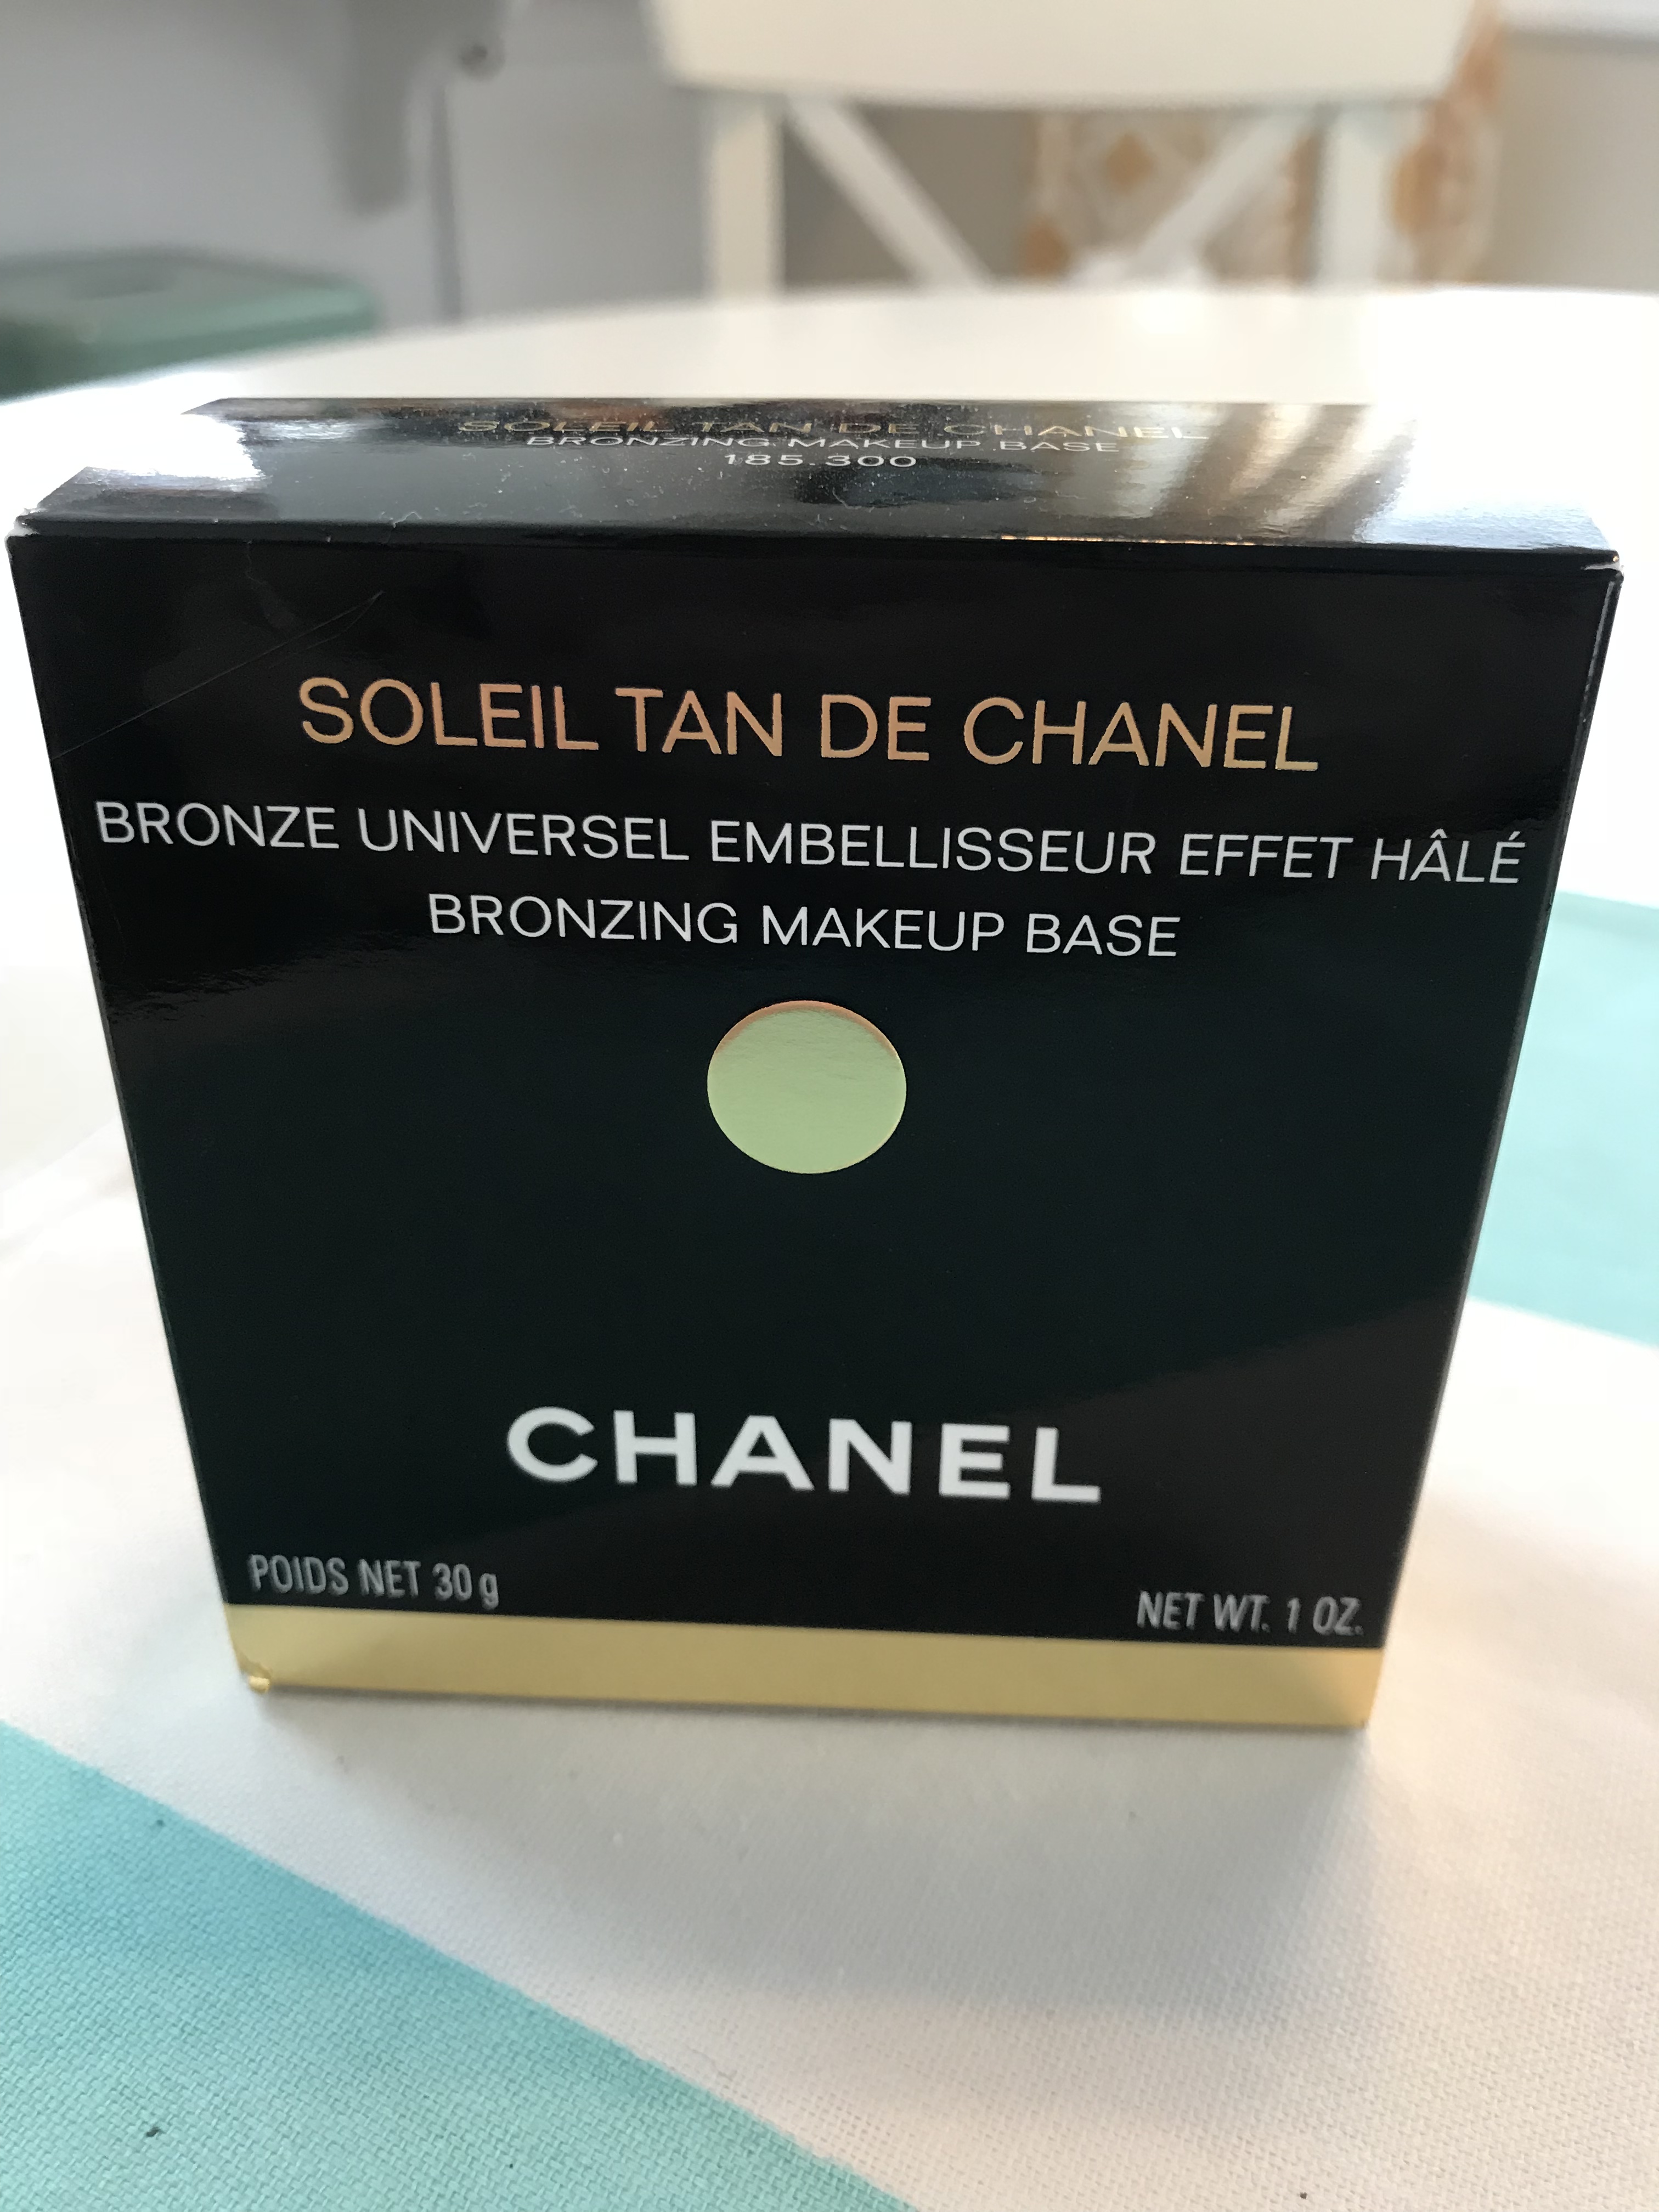 SOLEIL TAN DE CHANEL
BRONZING MAKEUP BASE
185.300
SOLEIL TAN DE CHANEL
BRONZE UNIVERSEL EMBELLISSEUR EFFET HÂLÉ
BRONZING MAKEUP BASE
CHANEL
POIDS NET 30 g
NET WT. 1 OZ.